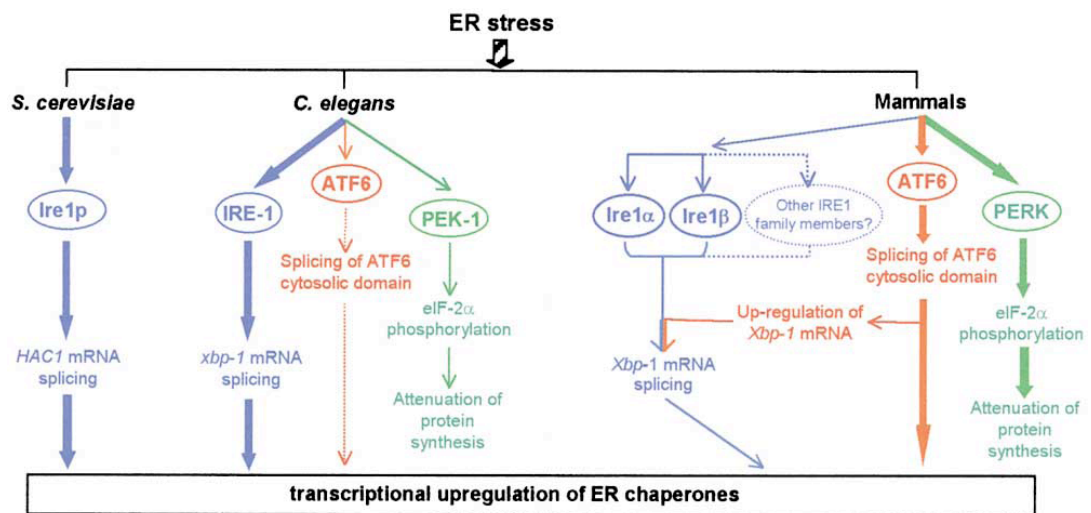 ER stress
S. cerevisiae
C. elegans
Mammals
Ire1p
IRE-1
ATF6
PEK-1
Ire1α
Ire1β
Other IRE1
family members?
ATF6
PERK
Splicing of ATF6
cytosolic domain
Splicing of ATF6
cytosolic domain
eIF-2α
phosphorylation
Up-regulation of
Xbp-1 mRNA
eIF-2α
phosphorylation
HAC1 mRNA
splicing
xbp-1 mRNA
splicing
Xbp-1 mRNA
splicing
Attenuation of
protein
synthesis
Attenuation of
protein
synthesis
transcriptional upregulation of ER chaperones